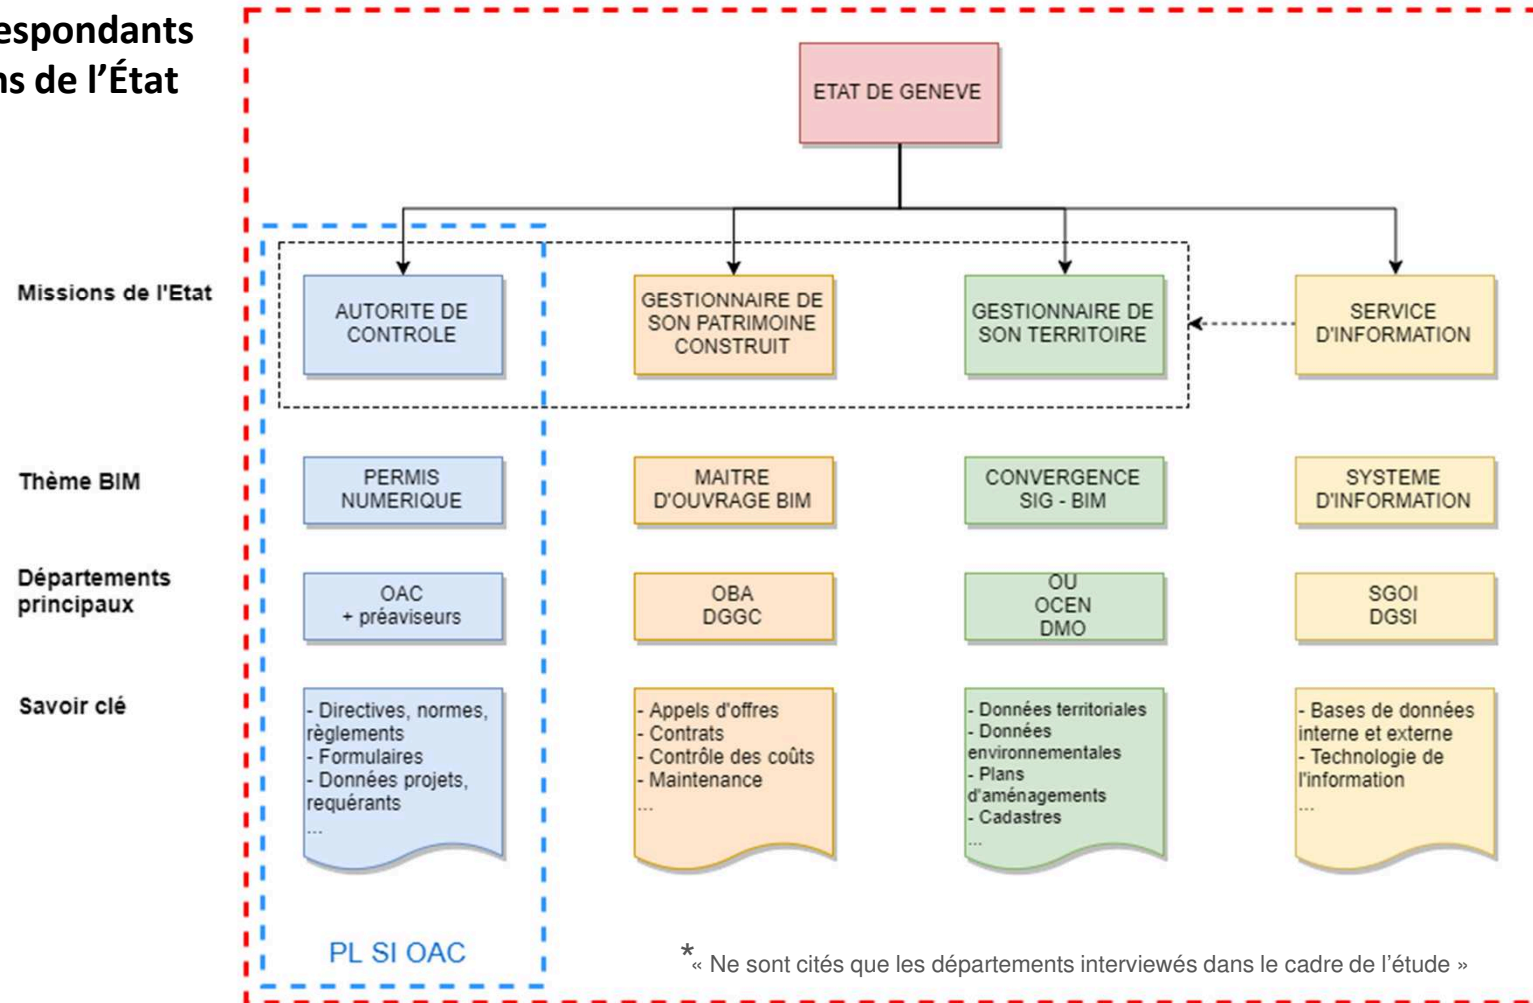 espondants
ns de l'État
ETAT DE GENEVE
Missions de l'Etat
AUTORITE DE
CONTROLE
GESTIONNAIRE DE
SON PATRIMOINE
CONSTRUIT
GESTIONNAIRE DE
SON TERRITOIRE
SERVICE
D'INFORMATION
Thème BIM
PERMIS
NUMERIQUE
MAITRE
D'OUVRAGE BIM
CONVERGENCE
SIG - BIM
SYSTEME
D'INFORMATION
Départements
principaux
OAC
+ préaviseurs
OBA
DGGC
OU
OCEN
DMO
SGOI
DGSI
Savoir clé
- Directives, normes,
règlements
- Formulaires
- Données projets,
requérants
...
- Appels d'offres
- Contrats
- Contrôle des coûts
- Maintenance
...
- Données territoriales
- Données
environnementales
- Plans
d'aménagements
- Cadastres
...
- Bases de données
interne et externe
- Technologie de
l'information
...
PL SI OAC
*« Ne sont cités que les départements interviewés dans le cadre de l'étude »